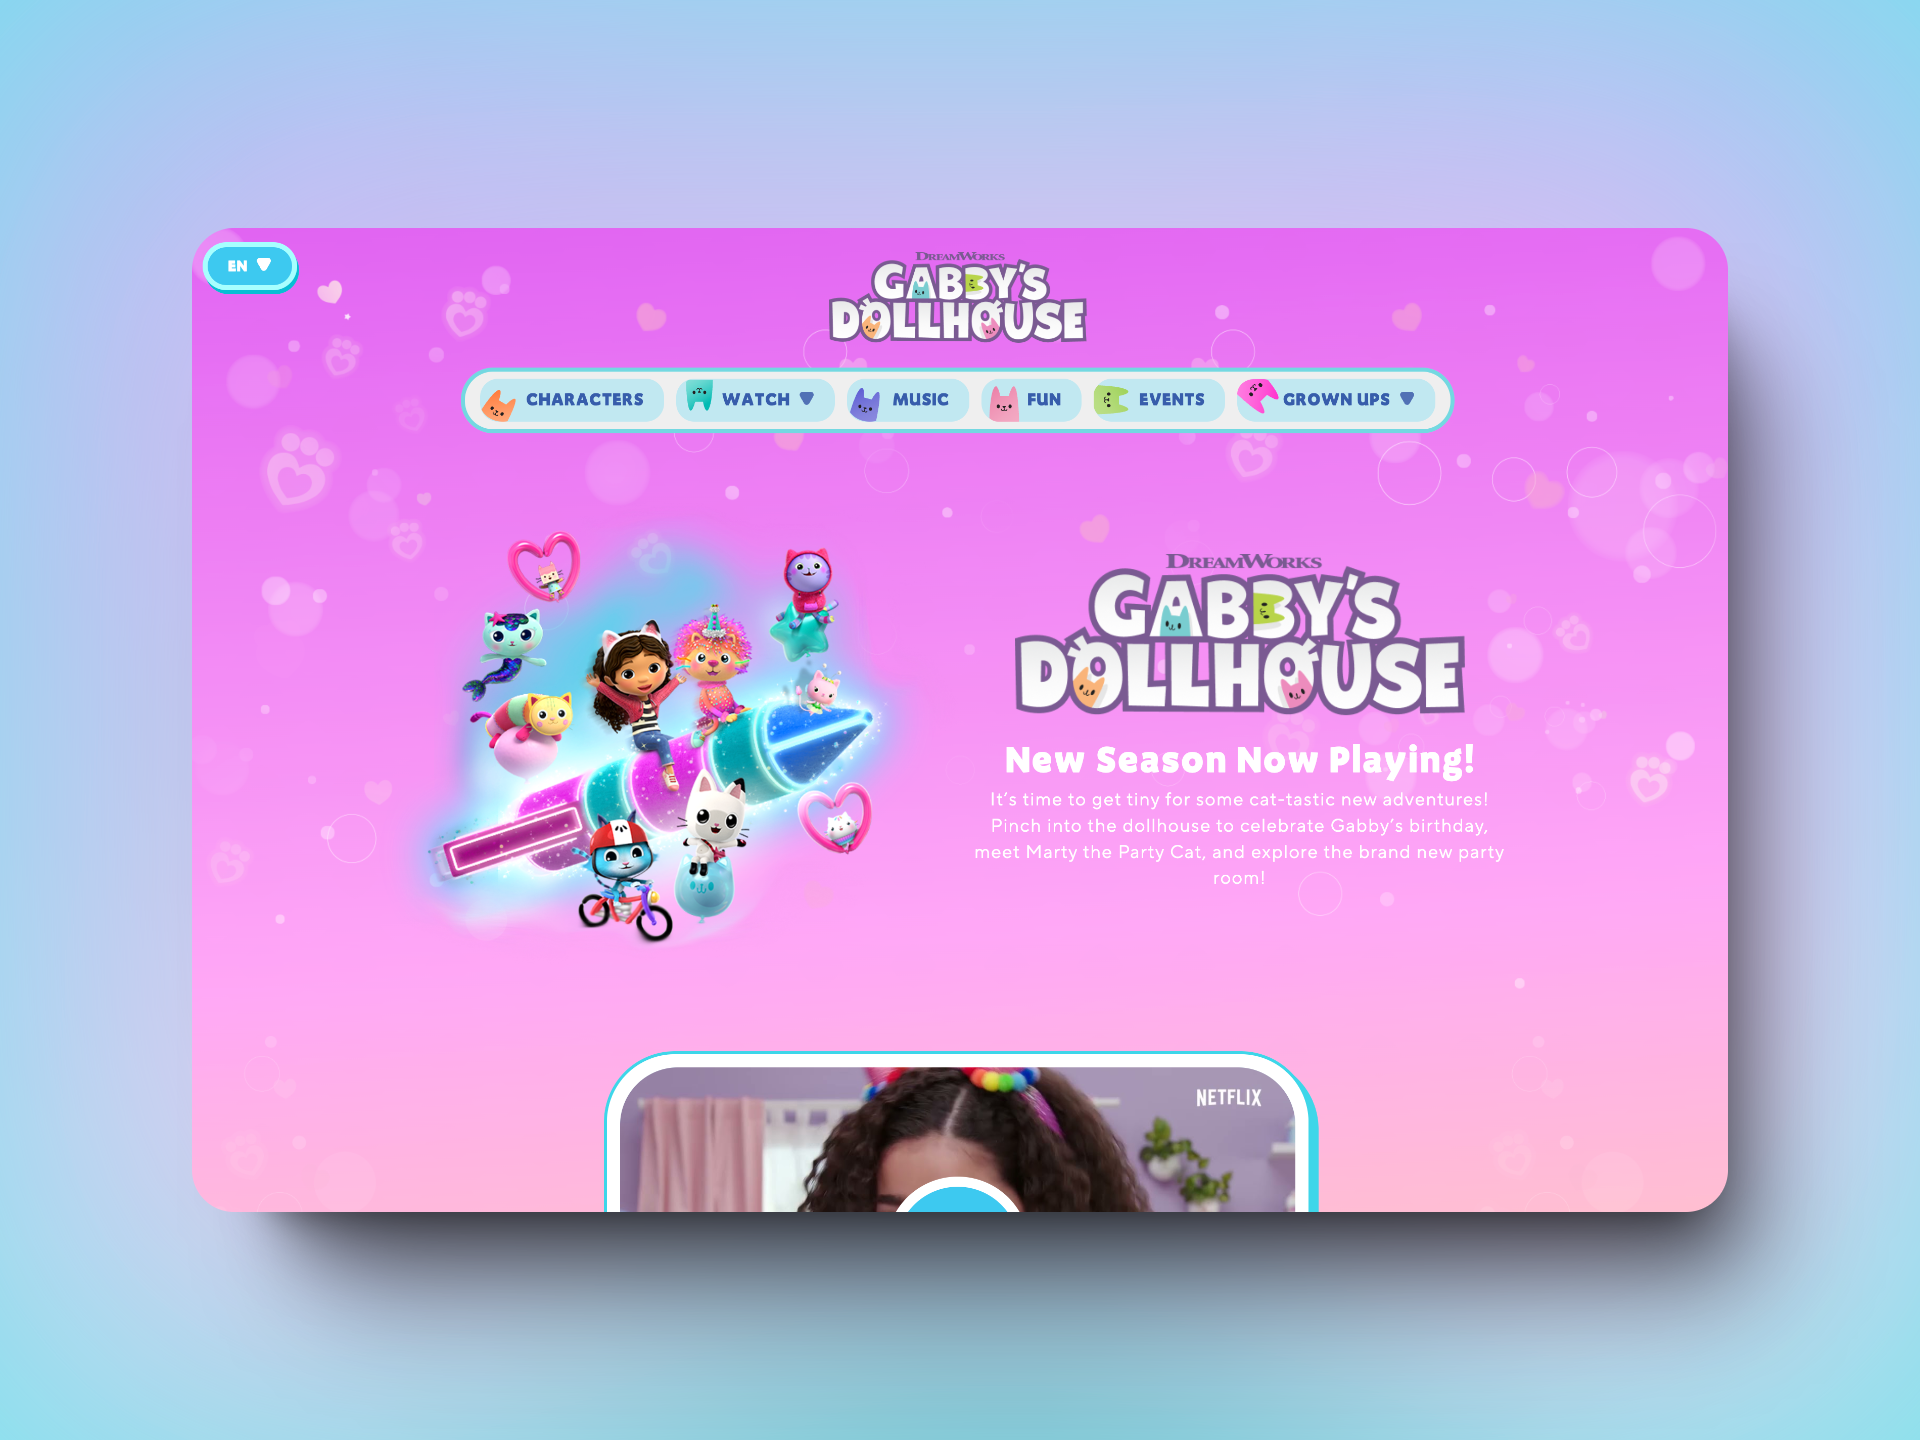 EN
DREAMWORKS
GABBY'S
DOLLHOUSE
CHARACTERS WATCH MUSIC FUN EVENTS GROWN UPS
DREAMWORKS
GABBY'S
DOLLHOUSE
New Season Now Playing!
It's time to get tiny for some cat-tastic new adventures!
Pinch into the dollhouse to celebrate Gabby's birthday,
meet Marty the Party Cat, and explore the brand new party
room!
NETFLIX